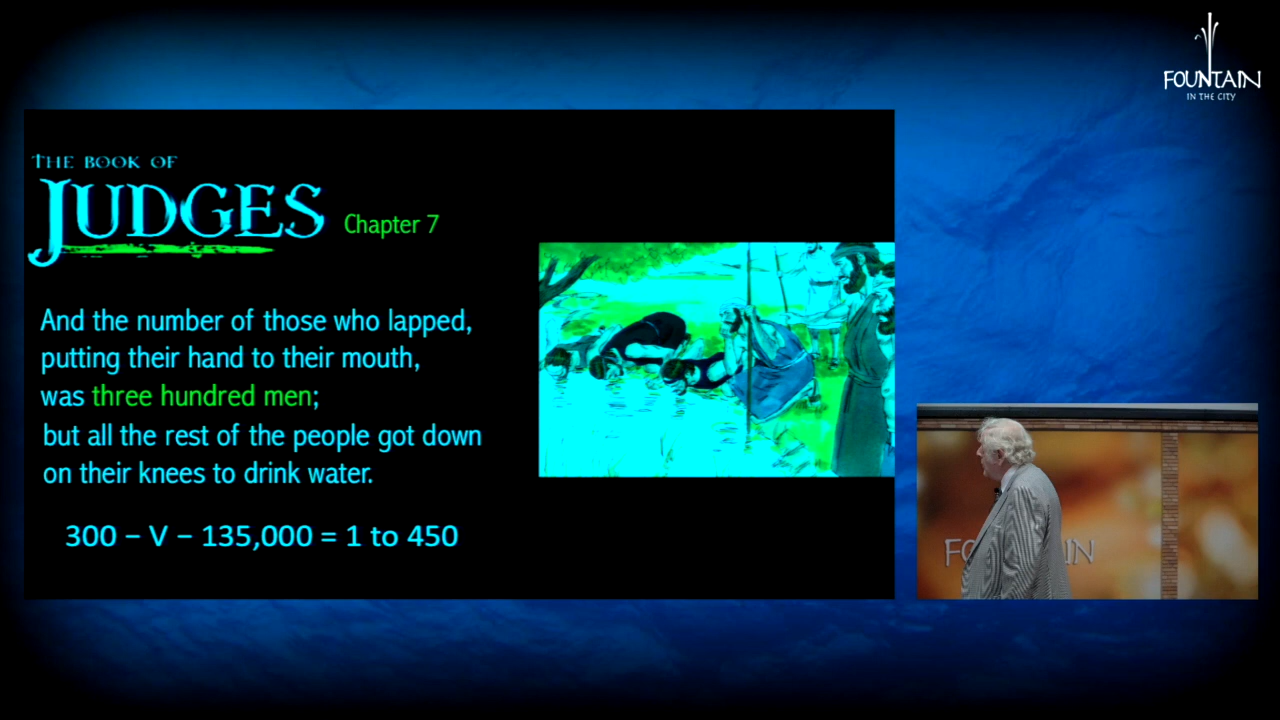 FOUNTAIN
IN THE CITY
THE BOOK OF
JUDGES
Chapter 7
And the number of those who lapped,
putting their hand to their mouth,
was three hundred men;
but all the rest of the people got down
on their knees to drink water.
300 – V – 135,000 = 1 to 450